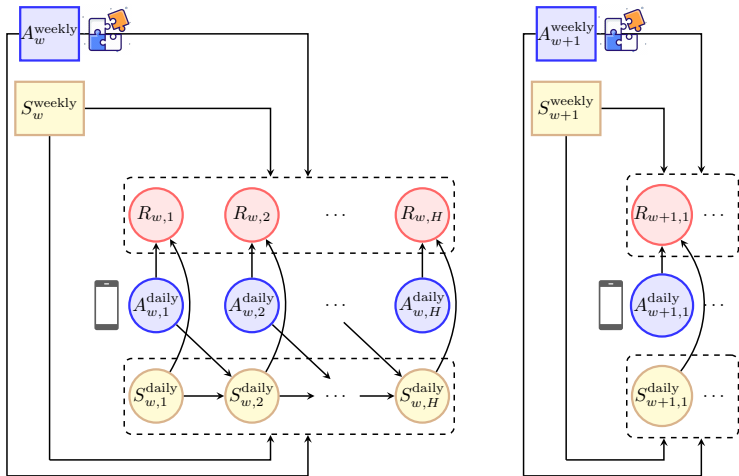 A_w^weekly A_{w+1}^weekly
S_w^weekly S_{w+1}^weekly
R_{w,1} R_{w,2} ... R_{w,H} R_{w+1,1} ...
A_{w,1}^daily A_{w,2}^daily ... A_{w,H}^daily A_{w+1,1}^daily ...
S_{w,1}^daily S_{w,2}^daily ... S_{w,H}^daily S_{w+1,1}^daily ...